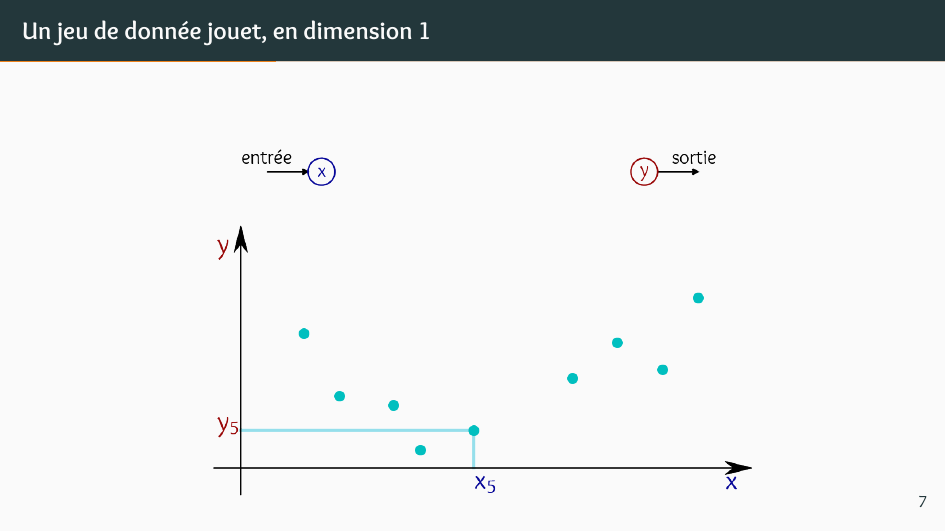 Un jeu de donnée jouet, en dimension 1
entrée
x
y
sortie
y
y₅
x₅
x
7